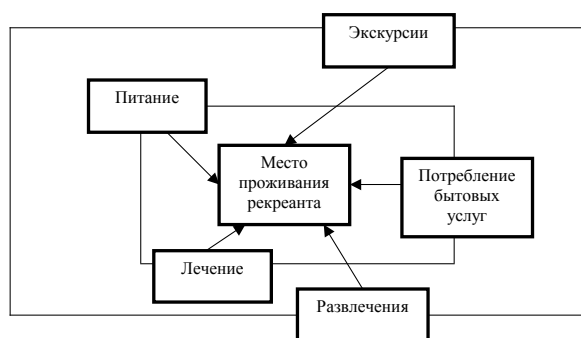 Экскурсии
Питание
Место
проживания
рекреанта
Потребление
бытовых
услуг
Лечение
Развлечения